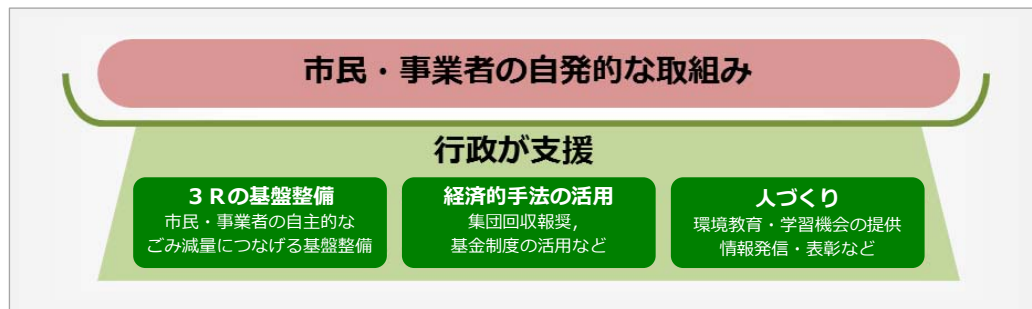 市民・事業者の自発的な取組み
行政が支援
３Ｒの基盤整備
市民・事業者の自主的な
ごみ減量につなげる基盤整備
経済的手法の活用
集団回収報奨，
基金制度の活用など
人づくり
環境教育・学習機会の提供
情報発信・表彰など